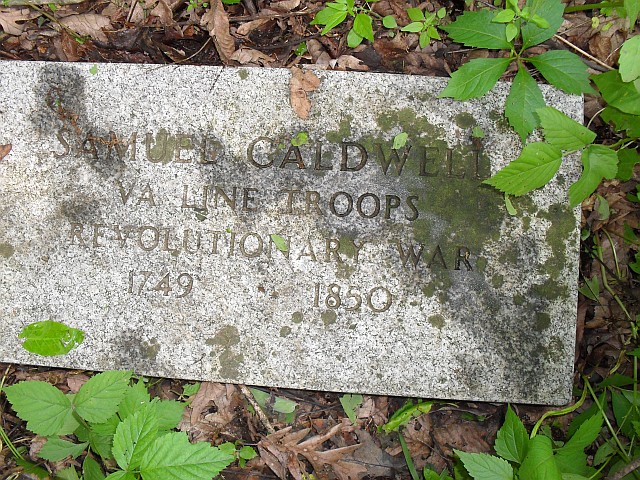 SAMUEL CALDWELL
VA LINE TROOPS
REVOLUTIONARY WAR
1749 1850